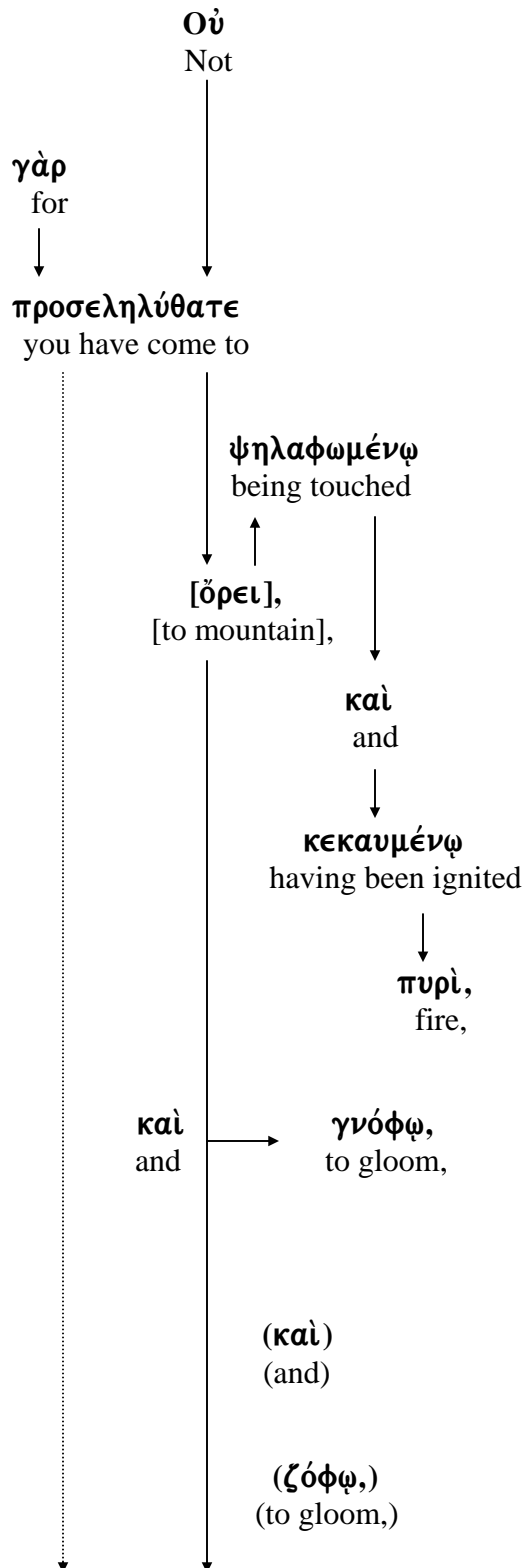 Οὐ
Not
γὰρ
for
προσεληλύθατε
you have come to
ψηλαφωμένῳ
being touched
[ὄρει],
[to mountain],
καὶ
and
κεκαυμένῳ
having been ignited
πυρὶ,
fire,
καὶ γνόφῳ,
and to gloom,
(καὶ)
(and)
(ζόφῳ,)
(to gloom,)